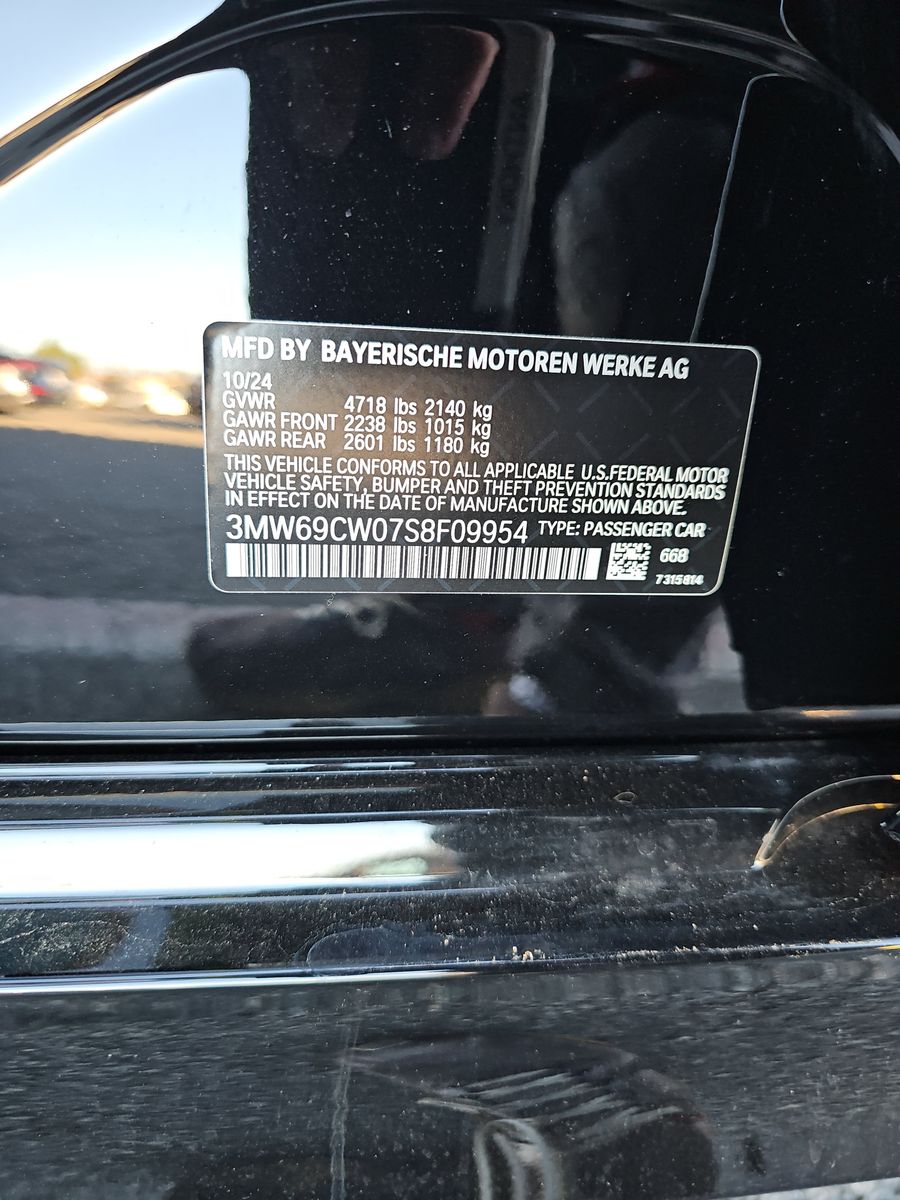 MFD BY BAYERISCHE MOTOREN WERKE AG
10/24
GVWR 4718 lbs 2140 kg
GAWR FRONT 2238 lbs 1015 kg
GAWR REAR 2601 lbs 1180 kg
THIS VEHICLE CONFORMS TO ALL APPLICABLE U.S.FEDERAL MOTOR
VEHICLE SAFETY, BUMPER AND THEFT PREVENTION STANDARDS
IN EFFECT ON THE DATE OF MANUFACTURE SHOWN ABOVE.
3MW69CW07S8F09954 TYPE: PASSENGER CAR
668
7315814